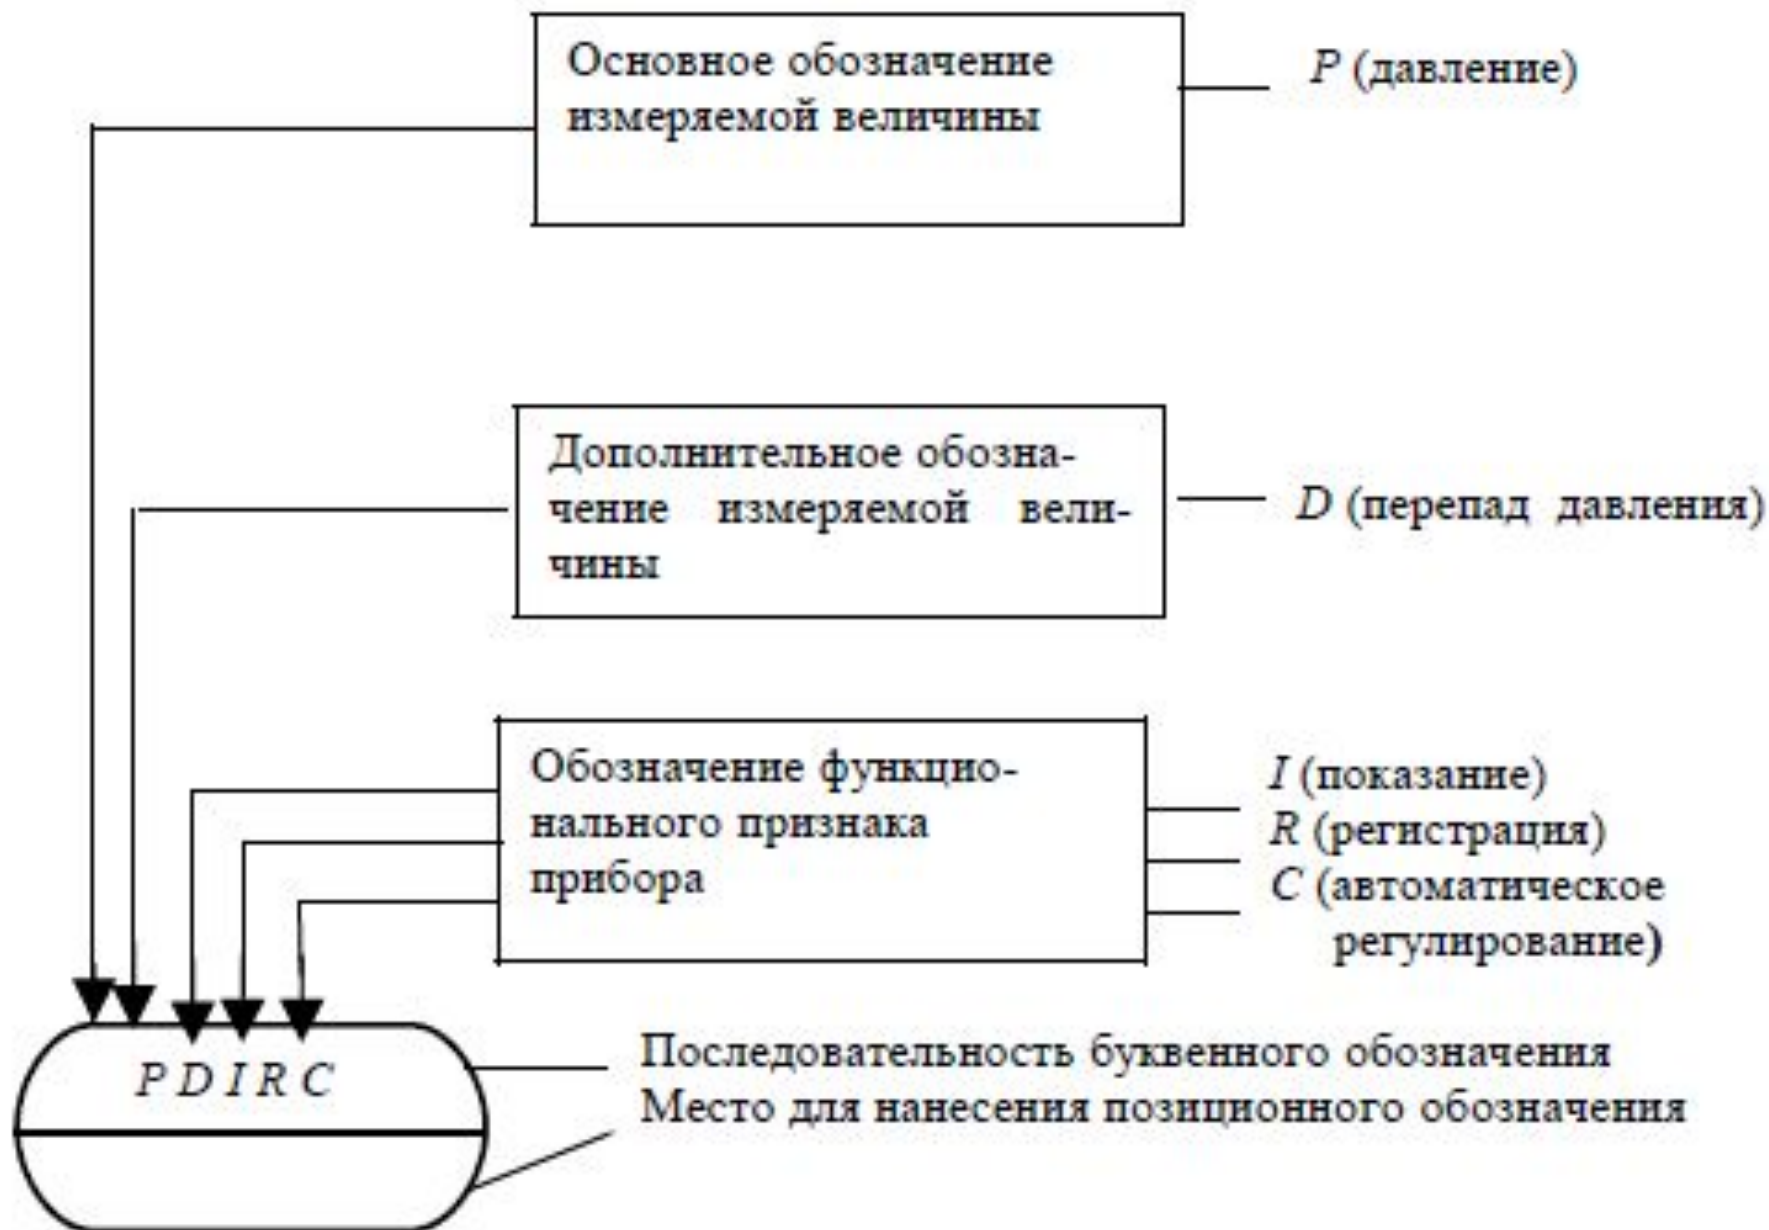 Основное обозначение
измеряемой величины
P (давление)
Дополнительное обозна-
чение измеряемой вели-
чины
D (перепад давления)
Обозначение функцио-
нального признака
прибора
I (показание)
R (регистрация)
C (автоматическое
регулирование)
P D I R C
Последовательность буквенного обозначения
Место для нанесения позиционного обозначения